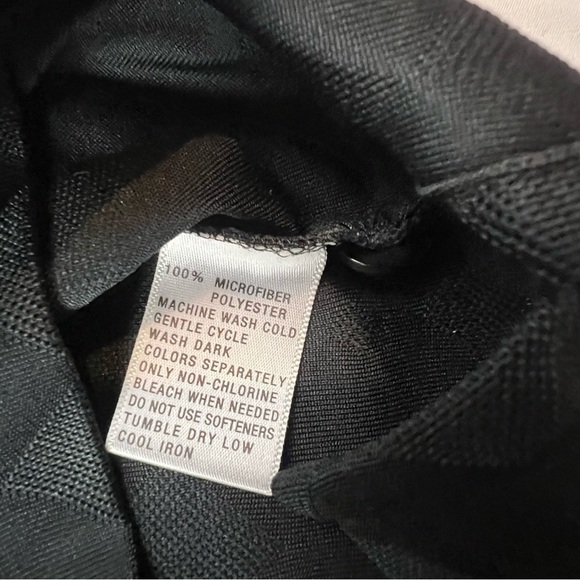 100% MICROFIBER
POLYESTER
MACHINE WASH COLD
GENTLE CYCLE
WASH DARK
COLORS SEPARATELY
ONLY NON-CHLORINE
BLEACH WHEN NEEDED
DO NOT USE SOFTENERS
TUMBLE DRY LOW
COOL IRON